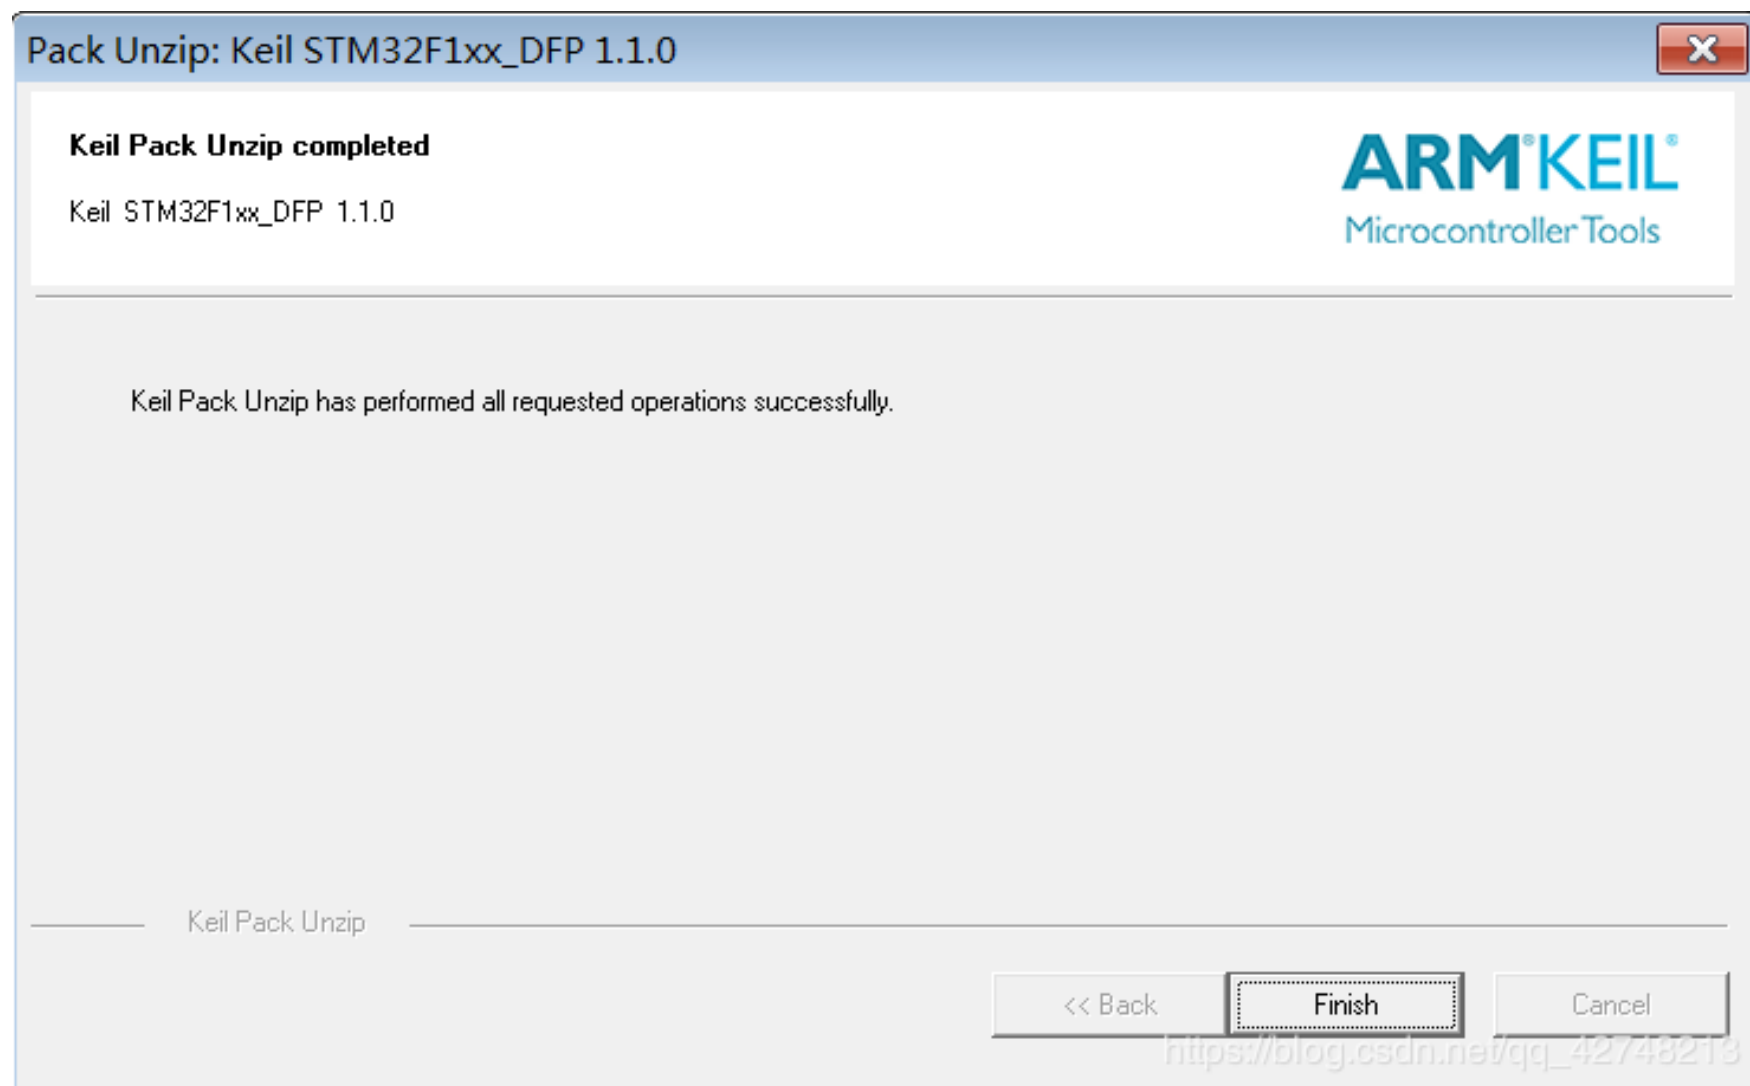 Pack Unzip: Keil STM32F1xx_DFP 1.1.0
Keil Pack Unzip completed
Keil STM32F1xx_DFP 1.1.0
ARM®KEIL®
Microcontroller Tools
Keil Pack Unzip has performed all requested operations successfully.
Keil Pack Unzip
<< Back
Finish
Cancel
https://blog.csdn.net/qq_42748213